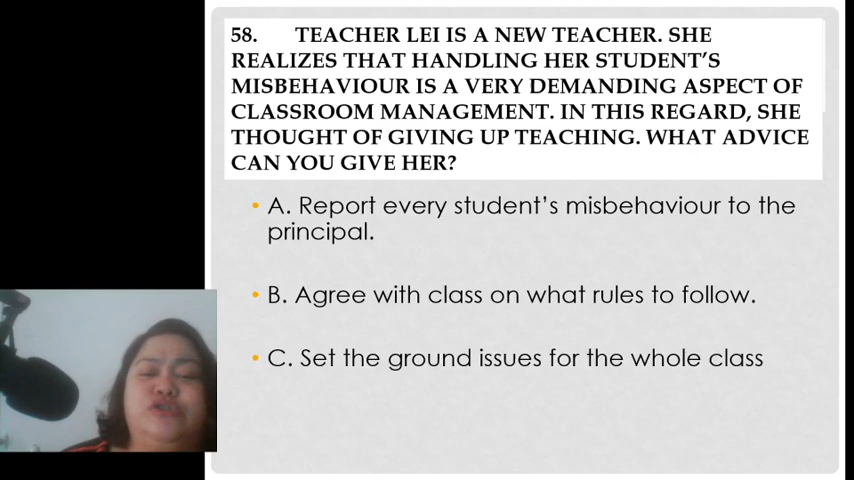 58. TEACHER LEI IS A NEW TEACHER. SHE
REALIZES THAT HANDLING HER STUDENT'S
MISBEHAVIOUR IS A VERY DEMANDING ASPECT OF
CLASSROOM MANAGEMENT. IN THIS REGARD, SHE
THOUGHT OF GIVING UP TEACHING. WHAT ADVICE
CAN YOU GIVE HER?
• A. Report every student's misbehaviour to the
principal.
• B. Agree with class on what rules to follow.
• C. Set the ground issues for the whole class